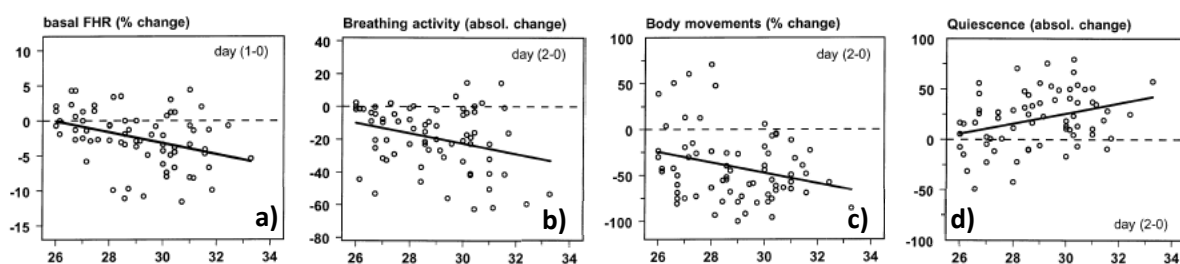 basal FHR (% change)
Breathing activity (absol. change)
Body movements (% change)
Quiescence (absol. change)
day (1-0)
day (2-0)
day (2-0)
day (2-0)
10
5
0
-5
-10
-15
40
20
0
-20
-40
-60
-80
100
50
0
-50
-100
100
50
0
-50
-100
a)
b)
c)
d)
26 28 30 32 34
26 28 30 32 34
26 28 30 32 34
26 28 30 32 34